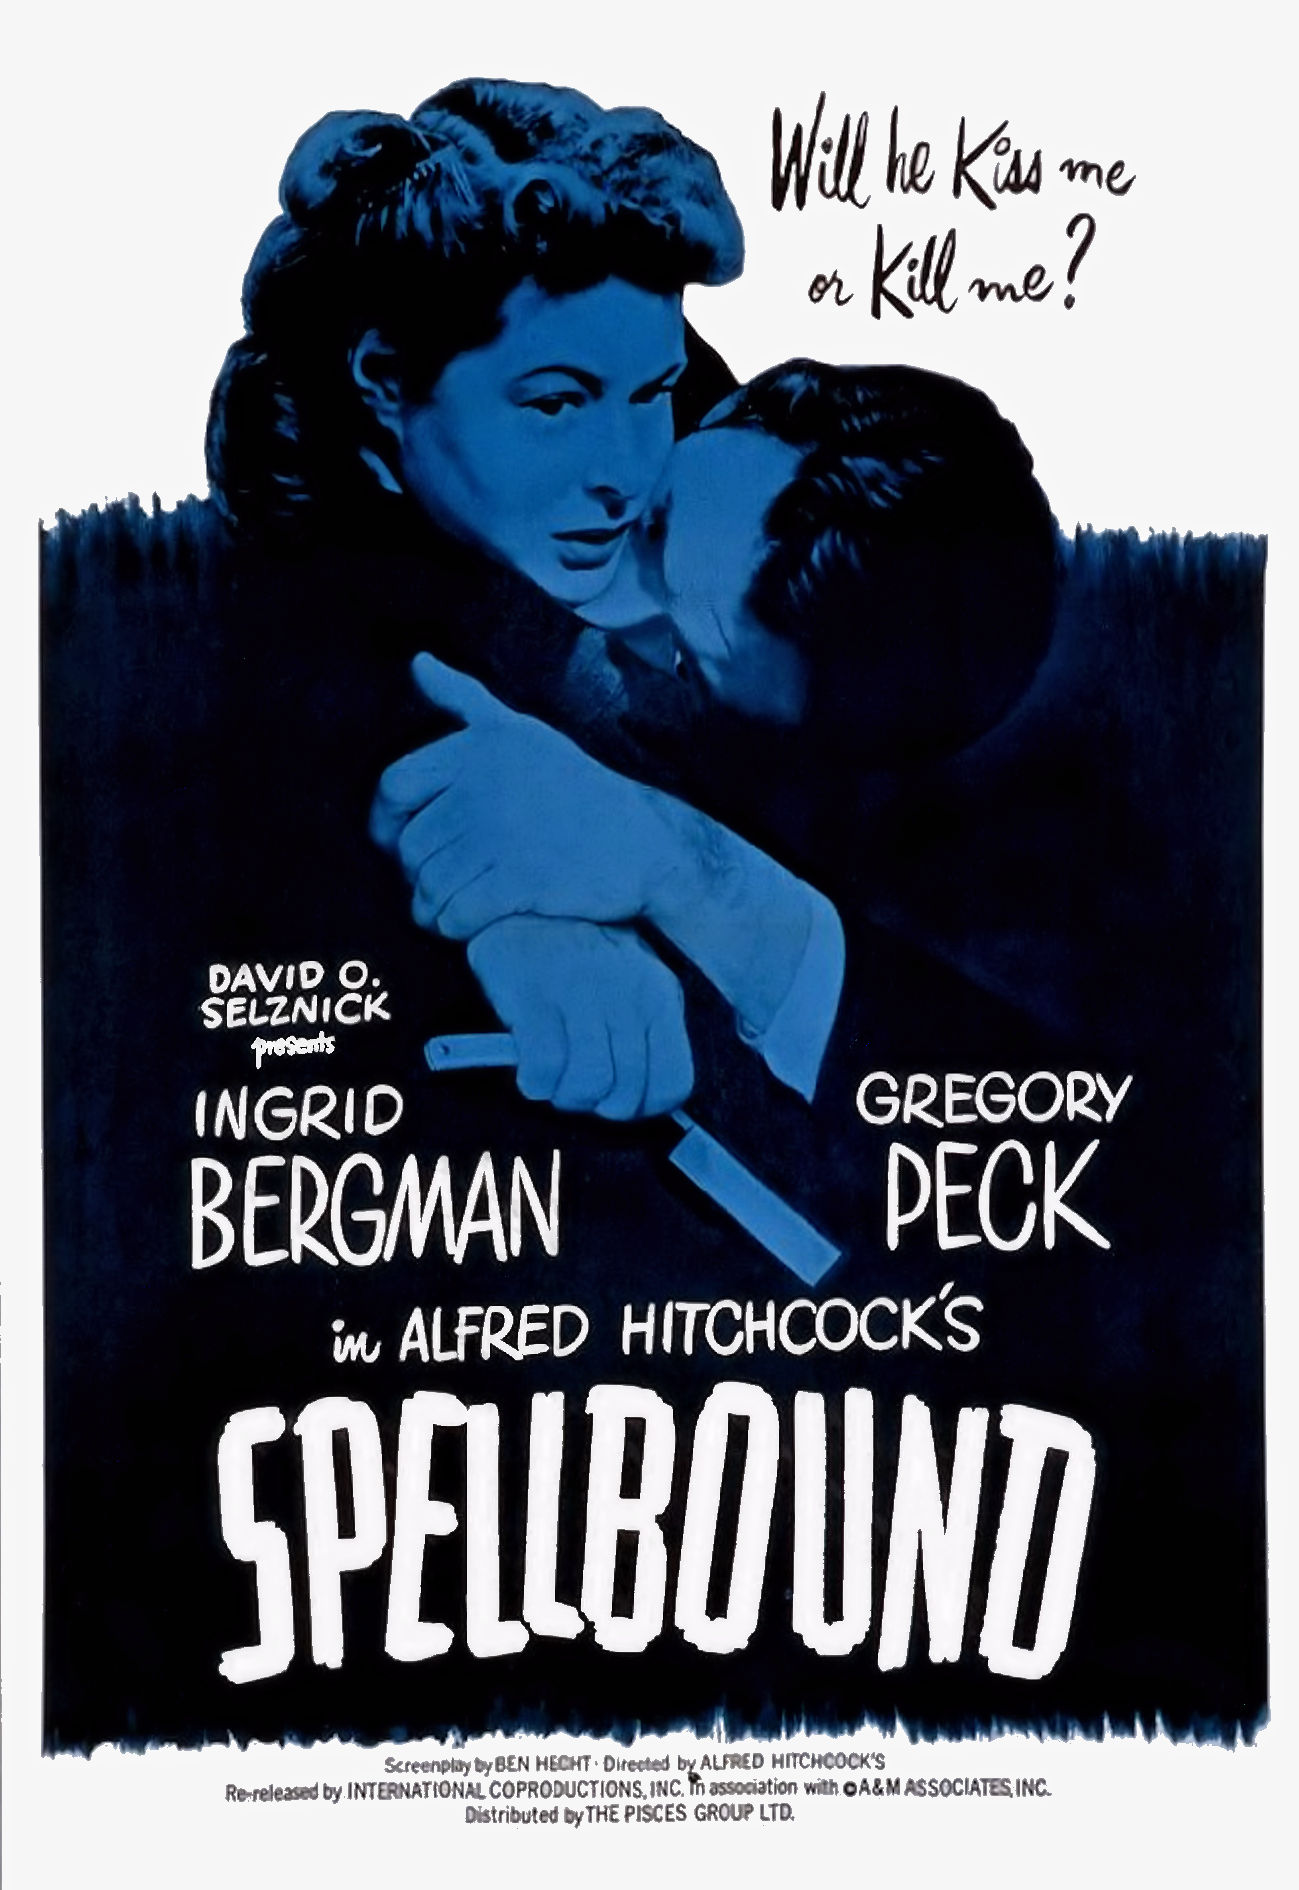 Will he Kiss me
or Kill me?
DAVID O.
SELZNICK
presents
INGRID
BERGMAN
GREGORY
PECK
in ALFRED HITCHCOCK'S
SPELLBOUND
Screenplay by BEN HECHT · Directed by ALFRED HITCHCOCK'S
Re-released by INTERNATIONAL COPRODUCTIONS, INC. In association with A&M ASSOCIATES, INC.
Distributed by THE PISCES GROUP LTD.